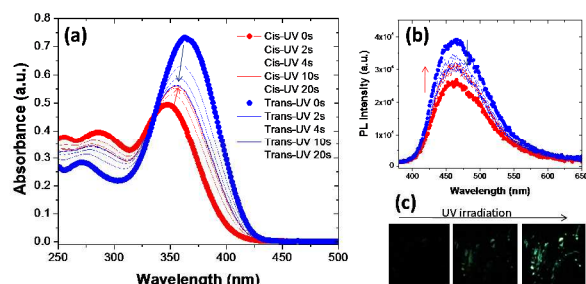 (a)
Cis-UV 0s
Cis-UV 2s
Cis-UV 4s
Cis-UV 10s
Cis-UV 20s
Trans-UV 0s
Trans-UV 2s
Trans-UV 4s
Trans-UV 10s
Trans-UV 20s
0.8
0.7
0.6
0.5
0.4
0.3
0.2
0.1
0.0
Absorbance (a.u.)
250 300 350 400 450 500
Wavelength (nm)
(b)
PL Intensity (a.u.)
0
400 450 500 550 600 650
Wavelength (nm)
(c)
UV irradiation